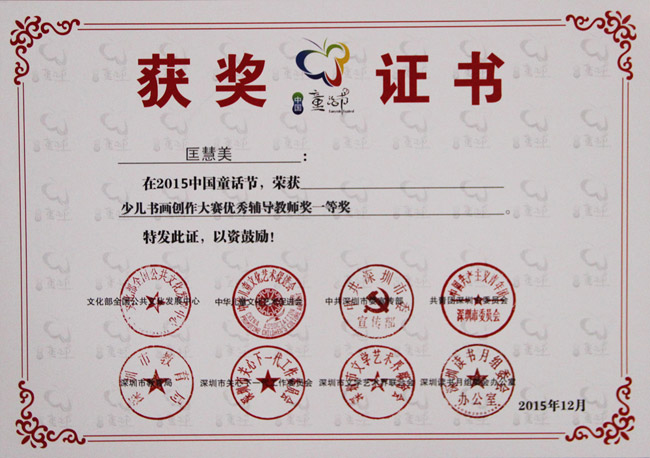 获奖 证书
中国 童话节
匡慧美：
在2015中国童话节，荣获
少儿书画创作大赛优秀辅导教师奖一等奖。
特发此证，以资鼓励！
文化部全国公共文化发展中心 中华儿童文化艺术促进会 中共深圳市委宣传部 共青团深圳市委员会
深圳市教育局 深圳市关心下一代工作委员会 深圳市文学艺术界联合会 深圳读书月组委会办公室
2015年12月